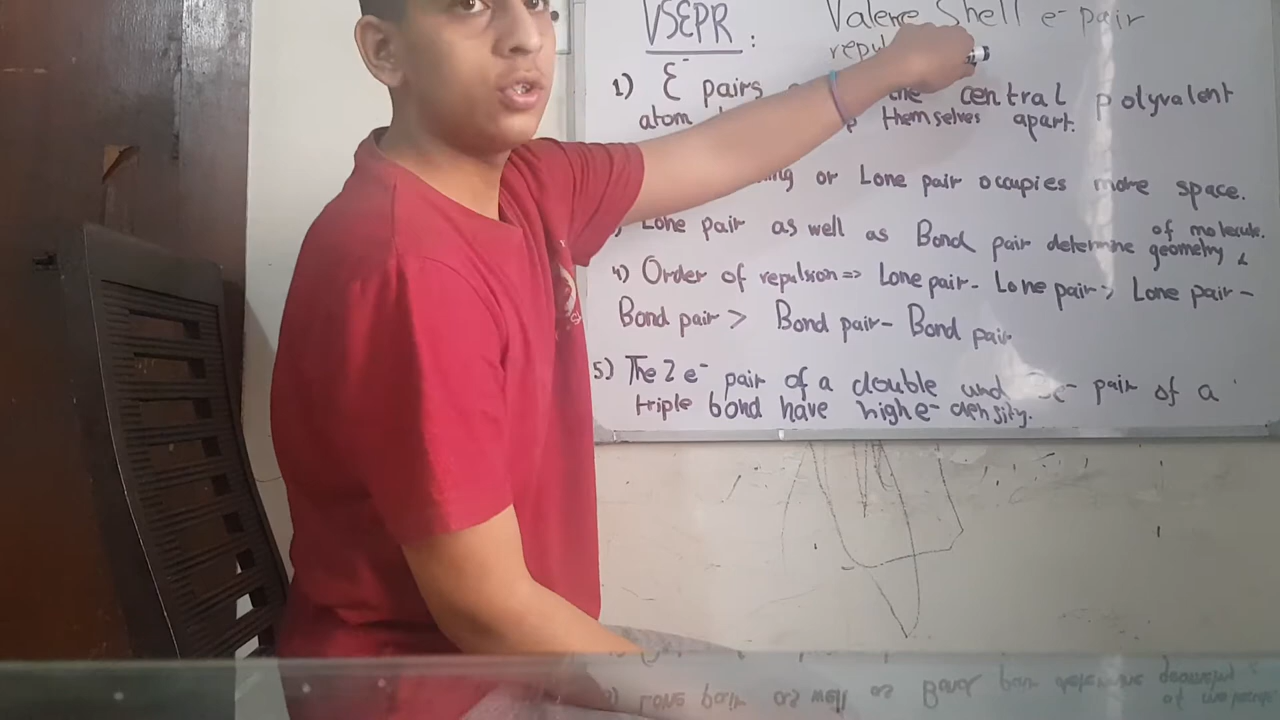 VSEPR : Valene Shell e- pair
repul
1) E- pairs the central polyvalent
atom themselves apart.
or Lone pair occupies more space.
Lone pair as well as Bond pair determine geometry &
of molecule.
4) Order of repulsion => Lone pair - Lone pair > Lone pair -
Bond pair > Bond pair - Bond pair
5) The 2 e- pair of a double and e- pair of a
triple bond have high e- density.